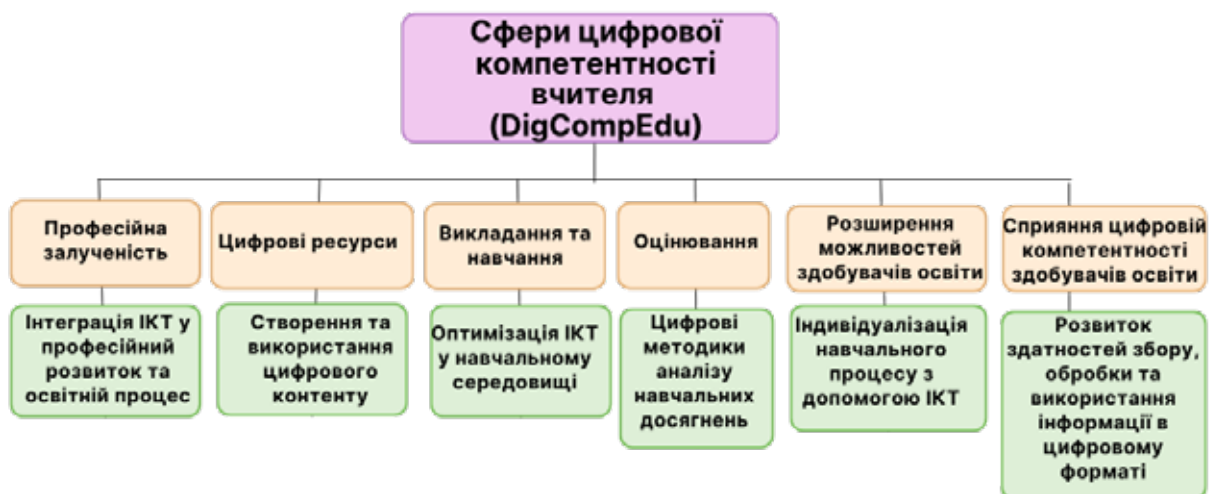 Сфери цифрової
компетентності
вчителя
(DigCompEdu)
Професійна
залученість
Цифрові ресурси
Викладання та
навчання
Оцінювання
Розширення
можливостей
здобувачів освіти
Сприяння цифровій
компетентності
здобувачів освіти
Інтеграція ІКТ у
професійний
розвиток та
освітній процес
Створення та
використання
цифрового
контенту
Оптимізація ІКТ
у навчальному
середовищі
Цифрові
методики
аналізу
навчальних
досягнень
Індивідуалізація
навчального
процесу з
допомогою ІКТ
Розвиток
здатностей збору,
обробки та
використання
інформації в
цифровому
форматі